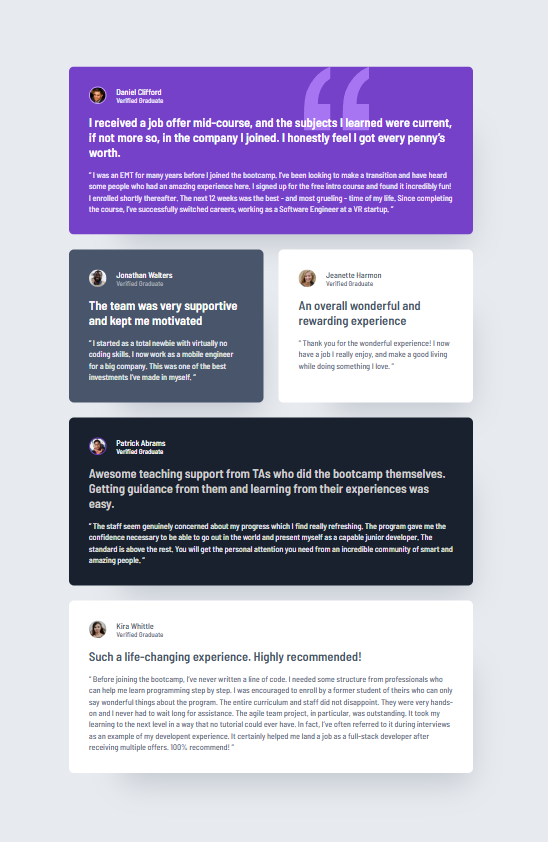 Daniel Clifford
Verified Graduate
I received a job offer mid-course, and the subjects I learned were current,
if not more so, in the company I joined. I honestly feel I got every penny's
worth.
" I was an EMT for many years before I joined the bootcamp. I've been looking to make a transition and have heard
some people who had an amazing experience here. I signed up for the free intro course and found it incredibly fun!
I enrolled shortly thereafter. The next 12 weeks was the best - and most grueling - time of my life. Since completing
the course, I've successfully switched careers, working as a Software Engineer at a VR startup. "
Jonathan Walters
Verified Graduate
The team was very supportive
and kept me motivated
" I started as a total newbie with virtually no
coding skills. I now work as a mobile engineer
for a big company. This was one of the best
investments I've made in myself. "
Jeanette Harmon
Verified Graduate
An overall wonderful and
rewarding experience
" Thank you for the wonderful experience! I now
have a job I really enjoy, and make a good living
while doing something I love. "
Patrick Abrams
Verified Graduate
Awesome teaching support from TAs who did the bootcamp themselves.
Getting guidance from them and learning from their experiences was
easy.
" The staff seem genuinely concerned about my progress which I find really refreshing. The program gave me the
confidence necessary to be able to go out in the world and present myself as a capable junior developer. The
standard is above the rest. You will get the personal attention you need from an incredible community of smart and
amazing people. "
Kira Whittle
Verified Graduate
Such a life-changing experience. Highly recommended!
" Before joining the bootcamp, I've never written a line of code. I needed some structure from professionals who
can help me learn programming step by step. I was encouraged to enroll by a former student of theirs who can only
say wonderful things about the program. The entire curriculum and staff did not disappoint. They were very hands-
on and I never had to wait long for assistance. The agile team project, in particular, was outstanding. It took my
learning to the next level in a way that no tutorial could ever have. In fact, I've often referred to it during interviews
as an example of my developent experience. It certainly helped me land a job as a full-stack developer after
receiving multiple offers. 100% recommend! "